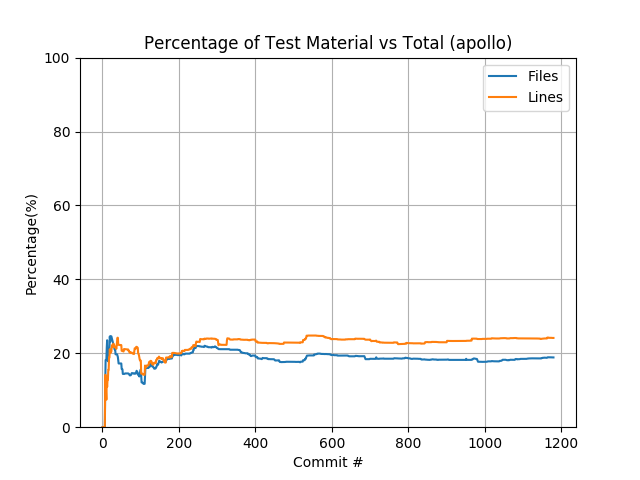 Percentage of Test Material vs Total (apollo)
Files
Lines
Percentage(%)
100
80
60
40
20
0
0 200 400 600 800 1000 1200
Commit #